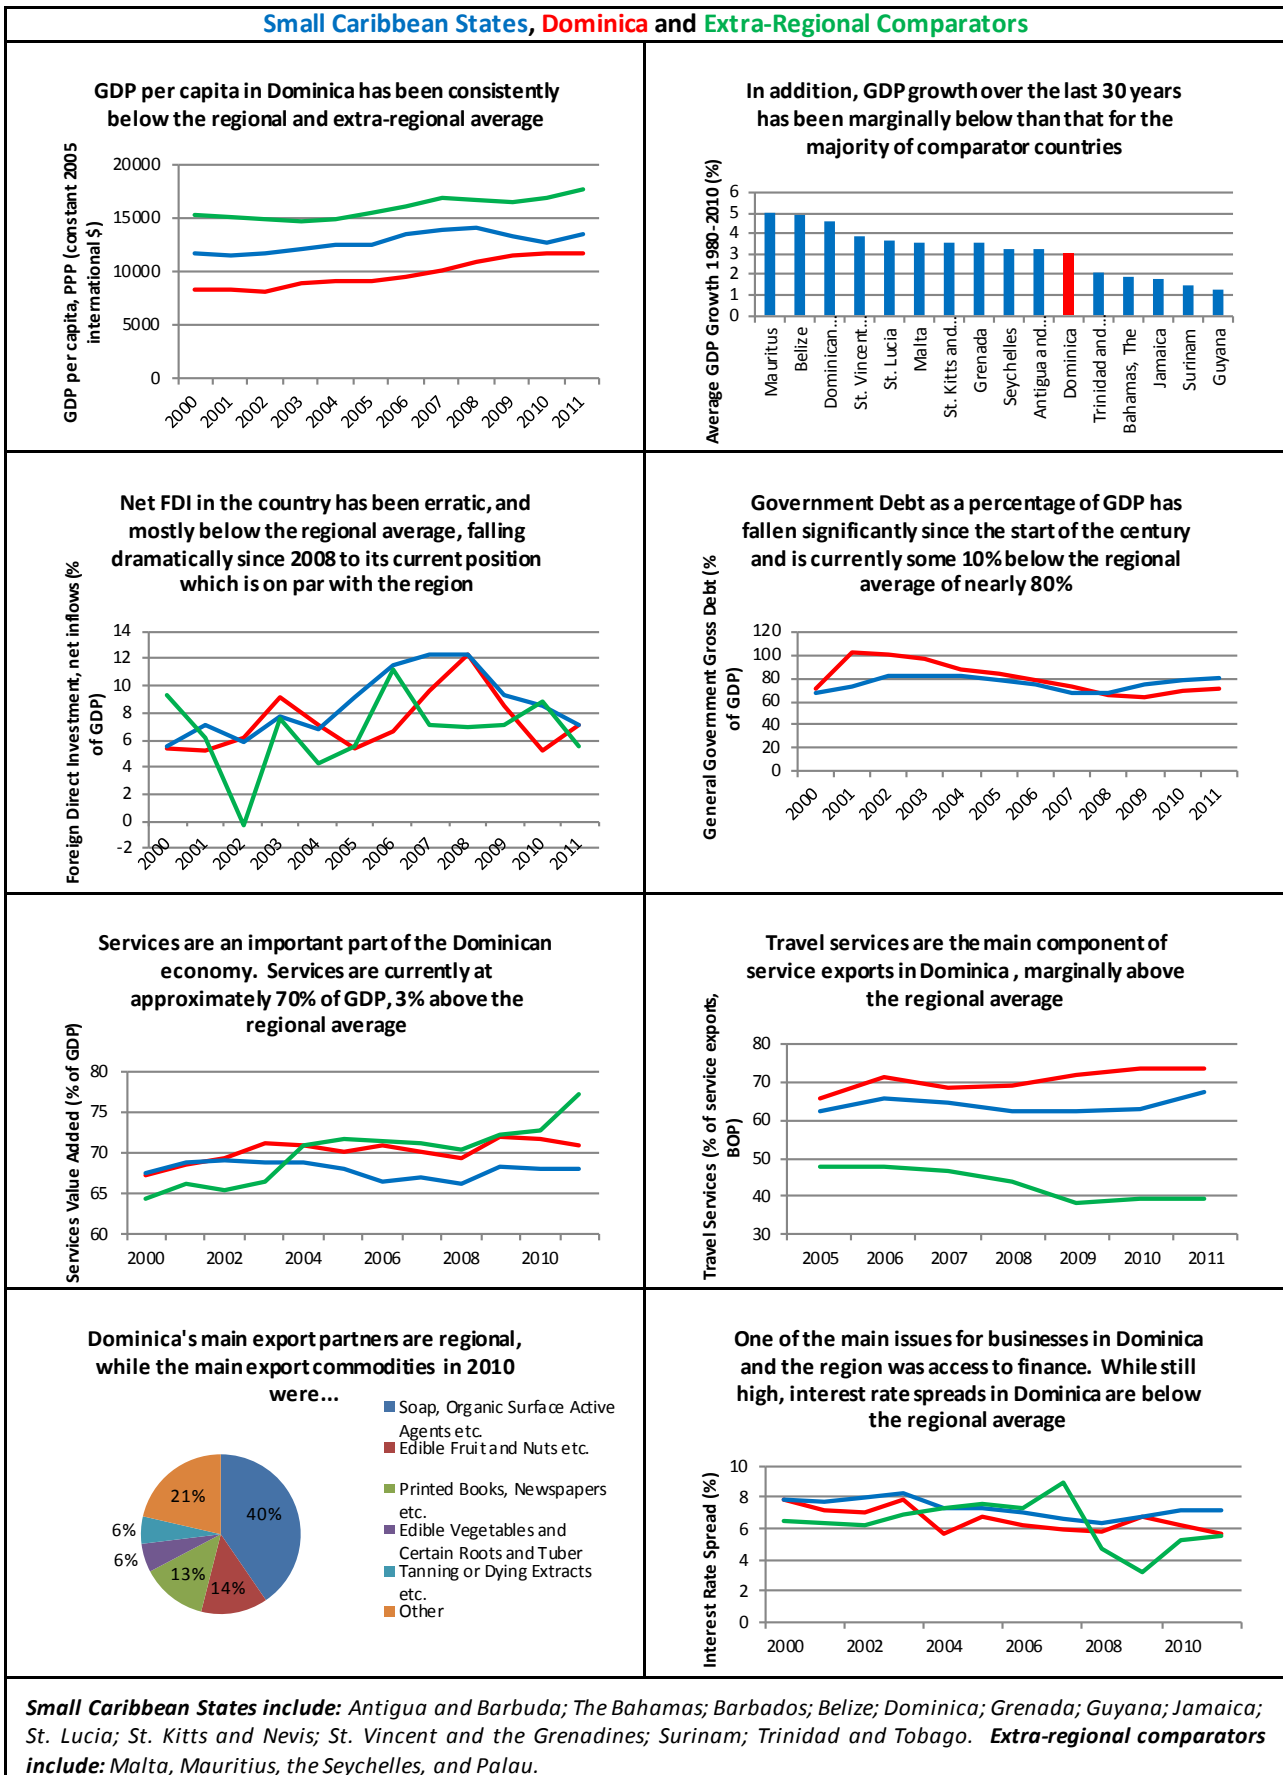 Small Caribbean States, Dominica and Extra-Regional Comparators
GDP per capita in Dominica has been consistently
below the regional and extra-regional average
GDP per capita, PPP (constant 2005
international $)
20000
15000
10000
5000
0
2000
2001
2002
2003
2004
2005
2006
2007
2008
2009
2010
2011
In addition, GDP growth over the last 30 years
has been marginally below than that for the
majority of comparator countries
Average GDP Growth 1980-2010 (%)
6
5
4
3
2
1
0
Mauritus
Belize
Dominican...
St. Vincent...
St. Lucia
Malta
St. Kitts and...
Grenada
Seychelles
Antigua and...
Dominica
Trinidad and...
Bahamas, The
Jamaica
Surinam
Guyana
Net FDI in the country has been erratic, and
mostly below the regional average, falling
dramatically since 2008 to its current position
which is on par with the region
Foreign Direct Investment, net inflows (%
of GDP)
14
12
10
8
6
4
2
0
-2
2000
2001
2002
2003
2004
2005
2006
2007
2008
2009
2010
2011
Government Debt as a percentage of GDP has
fallen significantly since the start of the century
and is currently some 10% below the regional
average of nearly 80%
General Government Gross Debt (%
of GDP)
120
100
80
60
40
20
0
2000
2001
2002
2003
2004
2005
2006
2007
2008
2009
2010
2011
Services are an important part of the Dominican
economy. Services are currently at
approximately 70% of GDP, 3% above the
regional average
Services Value Added (% of GDP)
80
75
70
65
60
2000
2002
2004
2006
2008
2010
Travel services are the main component of
service exports in Dominica , marginally above
the regional average
Travel Services (% of service exports,
BOP)
80
70
60
50
40
30
2005
2006
2007
2008
2009
2010
2011
Dominica's main export partners are regional,
while the main export commodities in 2010
were...
40%
14%
13%
6%
6%
21%
Soap, Organic Surface Active
Agents etc.
Edible Fruit and Nuts etc.
Printed Books, Newspapers
etc.
Edible Vegetables and
Certain Roots and Tuber
Tanning or Dying Extracts
etc.
Other
One of the main issues for businesses in Dominica
and the region was access to finance. While still
high, interest rate spreads in Dominica are below
the regional average
Interest Rate Spread (%)
10
8
6
4
2
0
2000
2002
2004
2006
2008
2010
Small Caribbean States include: Antigua and Barbuda; The Bahamas; Barbados; Belize; Dominica; Grenada; Guyana; Jamaica;
St. Lucia; St. Kitts and Nevis; St. Vincent and the Grenadines; Surinam; Trinidad and Tobago. Extra-regional comparators
include: Malta, Mauritius, the Seychelles, and Palau.